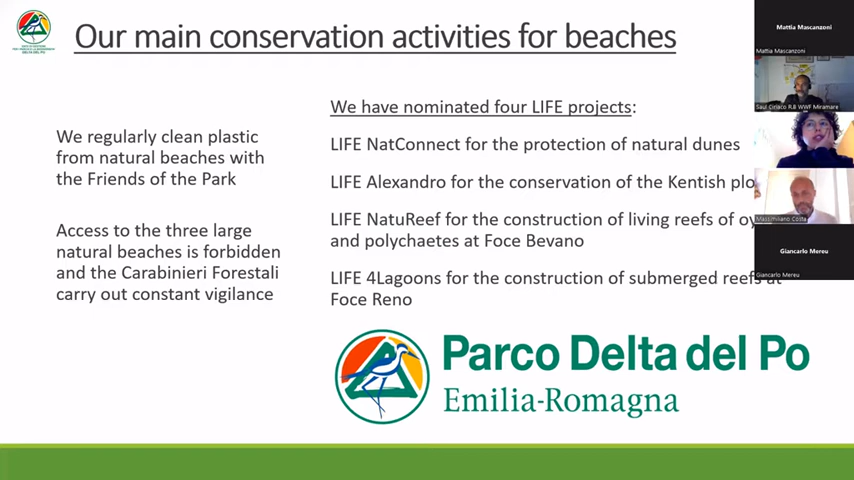 Our main conservation activities for beaches
We regularly clean plastic
from natural beaches with
the Friends of the Park
Access to the three large
natural beaches is forbidden
and the Carabinieri Forestali
carry out constant vigilance
We have nominated four LIFE projects:
LIFE NatConnect for the protection of natural dunes
LIFE Alexandro for the conservation of the Kentish
LIFE NatuReef for the construction of living reefs of
and polychaetes at Foce Bevano
LIFE 4Lagoons for the construction of submerged reefs at
Foce Reno
Parco Delta del Po
Emilia-Romagna
DELTA DEL PO
Mattia Mascanzoni
Mattia Mascanzoni
Saul Ciriaco R.B WWF Miramare
Massimiliano Costa
Giancarlo Mereu
Giancarlo Mereu